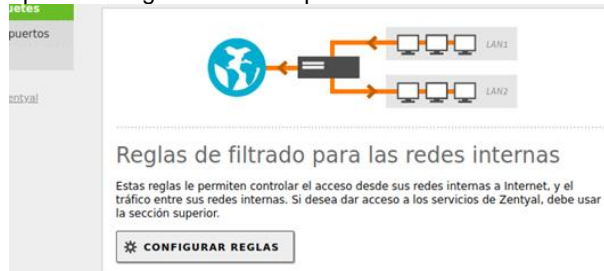 uetes
puertos
LAN1
entyal
LAN2
Reglas de filtrado para las redes internas
Estas reglas le permiten controlar el acceso desde sus redes internas a Internet, y el
tráfico entre sus redes internas. Si desea dar acceso a los servicios de Zentyal, debe usar
la sección superior.
CONFIGURAR REGLAS